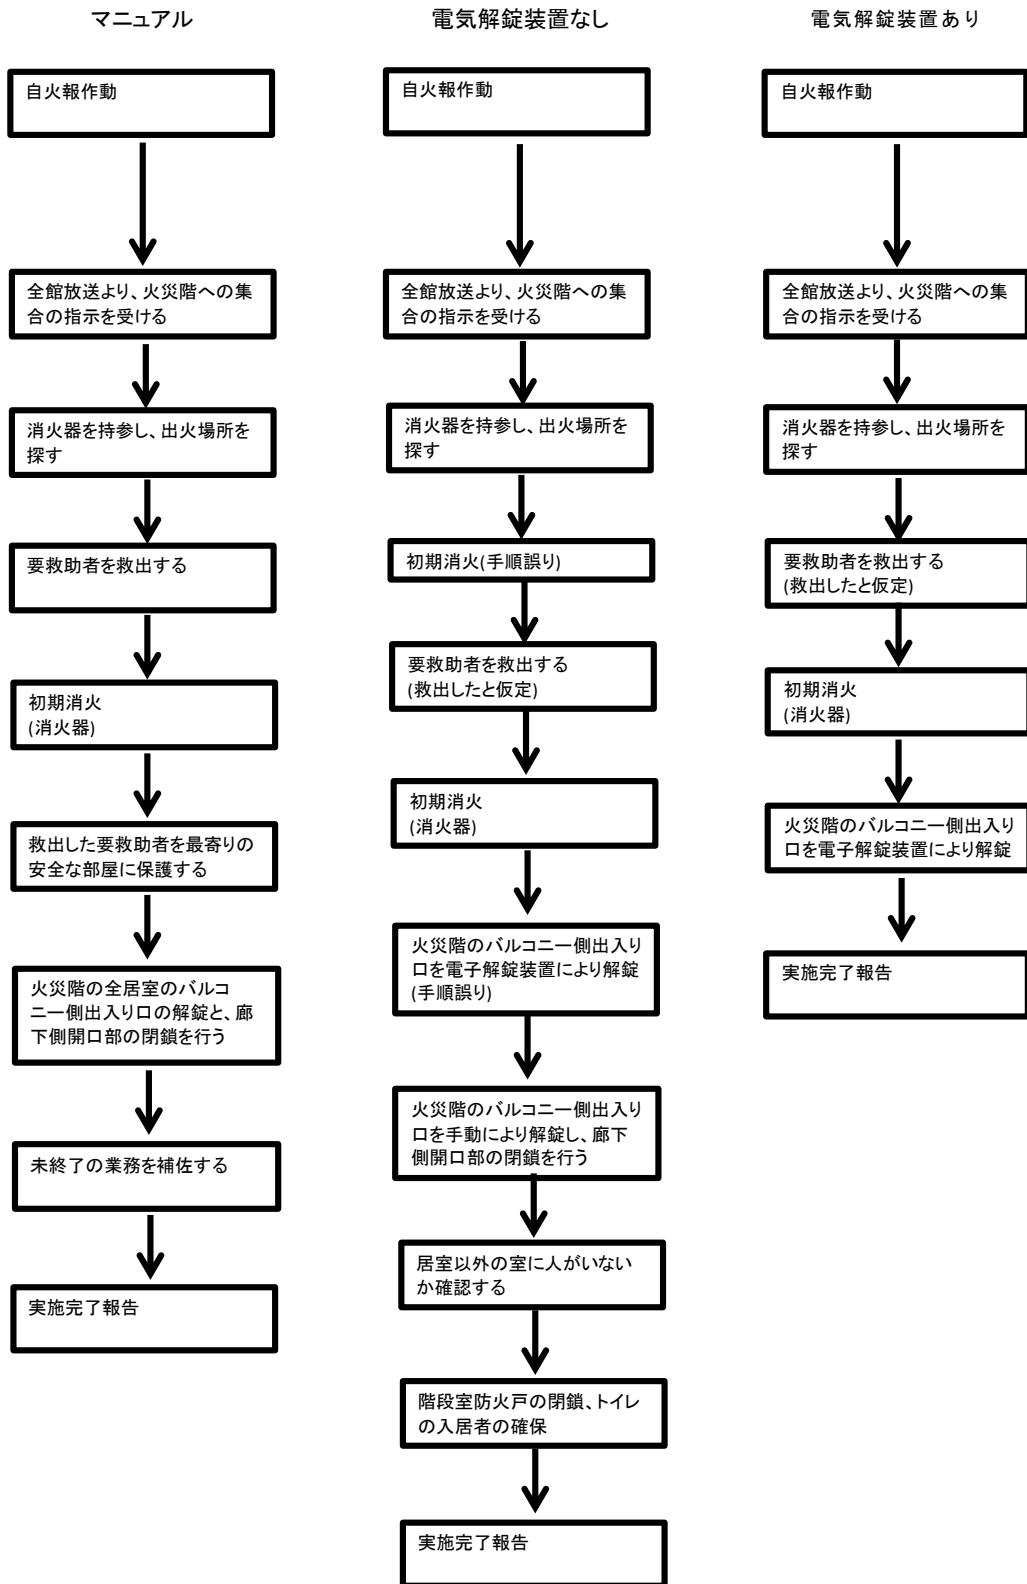 マニュアル
自火報作動
全館放送より、火災階への集
合の指示を受ける
消火器を持参し、出火場所を
探す
要救助者を救出する
初期消火
(消火器)
救出した要救助者を最寄りの
安全な部屋に保護する
火災階の全居室のバルコ
ニー側出入り口の解錠と、廊
下側開口部の閉鎖を行う
未終了の業務を補佐する
実施完了報告
電気解錠装置なし
自火報作動
全館放送より、火災階への集
合の指示を受ける
消火器を持参し、出火場所を
探す
初期消火(手順誤り)
要救助者を救出する
(救出したと仮定)
初期消火
(消火器)
火災階のバルコニー側出入り
口を電子解錠装置により解錠
(手順誤り)
火災階のバルコニー側出入り
口を手動により解錠し、廊下
側開口部の閉鎖を行う
居室以外の室に人がいない
か確認する
階段室防火戸の閉鎖、トイレ
の入居者の確保
実施完了報告
電気解錠装置あり
自火報作動
全館放送より、火災階への集
合の指示を受ける
消火器を持参し、出火場所を
探す
要救助者を救出する
(救出したと仮定)
初期消火
(消火器)
火災階のバルコニー側出入り
口を電子解錠装置により解錠
実施完了報告